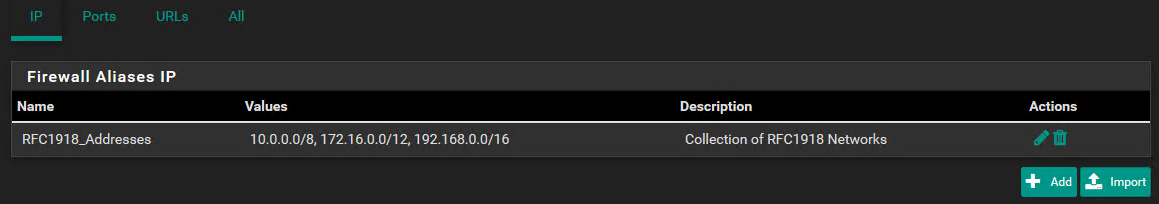 IP Ports URLs All
Firewall Aliases IP
Name Values Description Actions
RFC1918_Addresses 10.0.0.0/8, 172.16.0.0/12, 192.168.0.0/16 Collection of RFC1918 Networks
Add Import